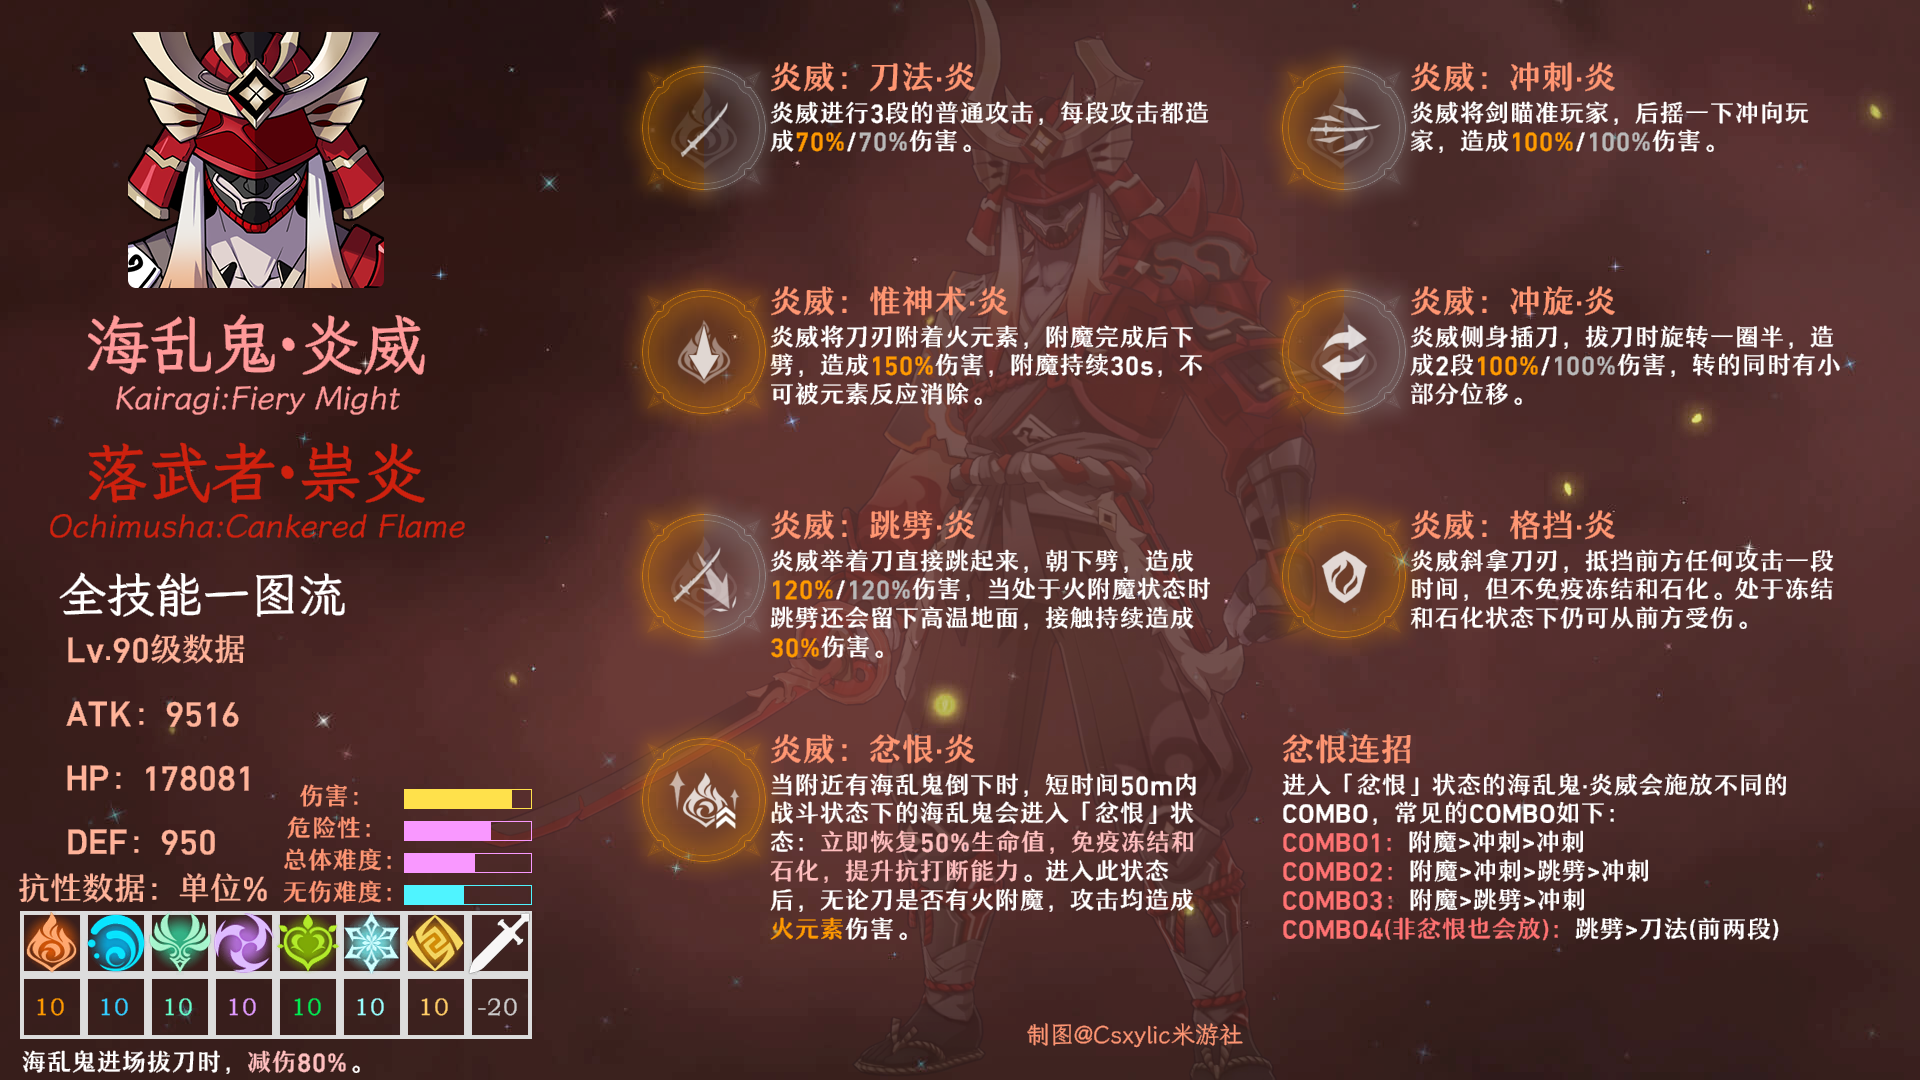 海乱鬼·炎威
Kairagi:Fiery Might
落武者·祟炎
Ochimusha:Cankered Flame
全技能一图流
Lv.90级数据
ATK：9516
HP：178081
DEF：950
伤害：
危险性：
总体难度：
无伤难度：
抗性数据：单位%
10 10 10 10 10 10 10 -20
海乱鬼进场拔刀时，减伤80%。
炎威：刀法·炎
炎威进行3段的普通攻击，每段攻击都造
成70%/70%伤害。
炎威：冲刺·炎
炎威将剑瞄准玩家，后摇一下冲向玩
家，造成100%/100%伤害。
炎威：惟神术·炎
炎威将刀刃附着火元素，附魔完成后下
劈，造成150%伤害，附魔持续30s，不
可被元素反应消除。
炎威：冲旋·炎
炎威侧身插刀，拔刀时旋转一圈半，造
成2段100%/100%伤害，转的同时有小
部分位移。
炎威：跳劈·炎
炎威举着刀直接跳起来，朝下劈，造成
120%/120%伤害，当处于火附魔状态时
跳劈还会留下高温地面，接触持续造成
30%伤害。
炎威：格挡·炎
炎威斜拿刀刃，抵挡前方任何攻击一段
时间，但不免疫冻结和石化。处于冻结
和石化状态下仍可从前方受伤。
炎威：忿恨·炎
当附近有海乱鬼倒下时，短时间50m内
战斗状态下的海乱鬼会进入「忿恨」状
态：立即恢复50%生命值，免疫冻结和
石化，提升抗打断能力。进入此状态
后，无论刀是否有火附魔，攻击均造成
火元素伤害。
忿恨连招
进入「忿恨」状态的海乱鬼·炎威会施放不同的
COMBO，常见的COMBO如下：
COMBO1：附魔>冲刺>冲刺
COMBO2：附魔>冲刺>跳劈>冲刺
COMBO3：附魔>跳劈>冲刺
COMBO4(非忿恨也会放)：跳劈>刀法(前两段)
制图@Csxylic米游社